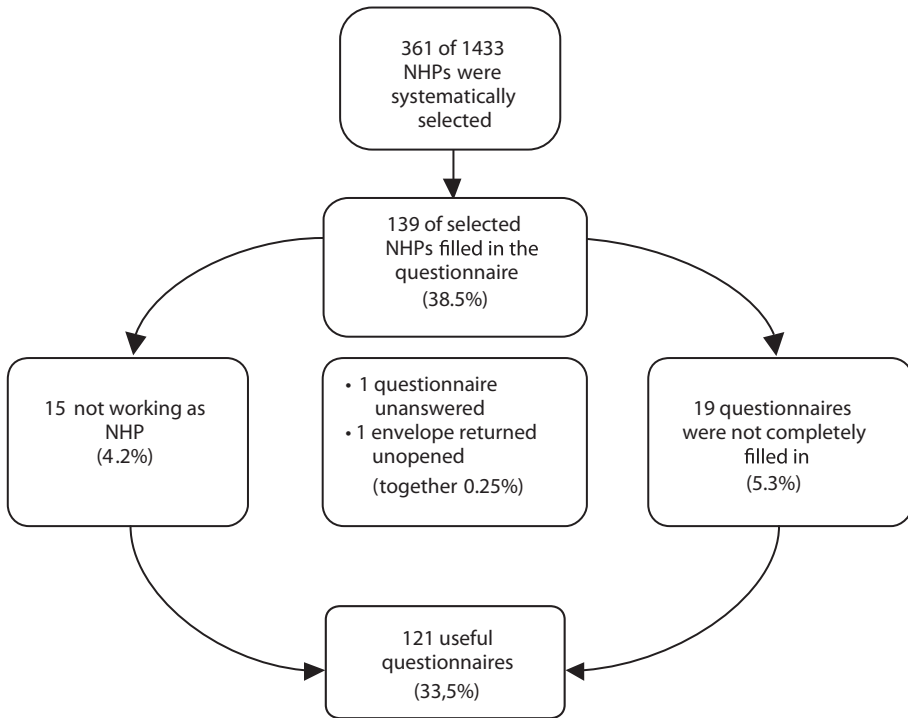 361 of 1433
NHPs were
systematically
selected
139 of selected
NHPs filled in the
questionnaire
(38.5%)
15 not working as
NHP
(4.2%)
• 1 questionnaire
unanswered
• 1 envelope returned
unopened
(together 0.25%)
19 questionnaires
were not completely
filled in
(5.3%)
121 useful
questionnaires
(33,5%)